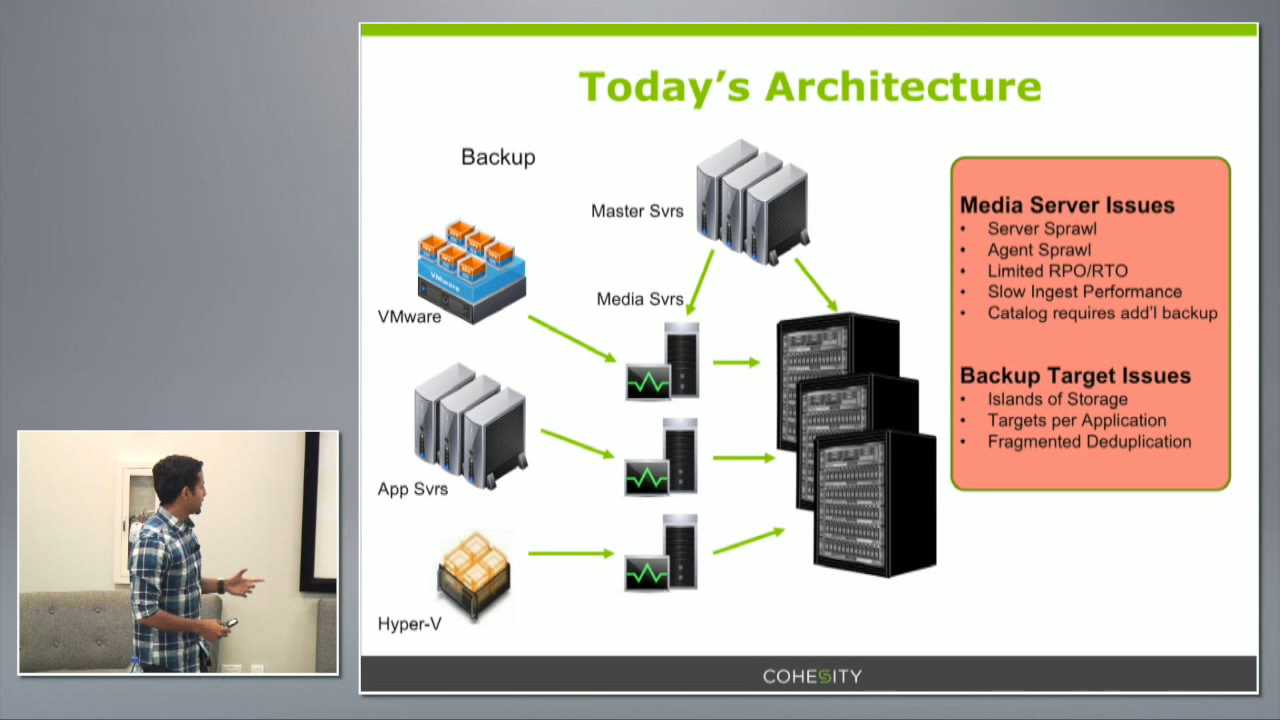 Today's Architecture
Backup
Master Svrs
Media Svrs
VMware
VMware
App Svrs
Hyper-V
Media Server Issues
• Server Sprawl
• Agent Sprawl
• Limited RPO/RTO
• Slow Ingest Performance
• Catalog requires add'l backup
Backup Target Issues
• Islands of Storage
• Targets per Application
• Fragmented Deduplication
COHESITY